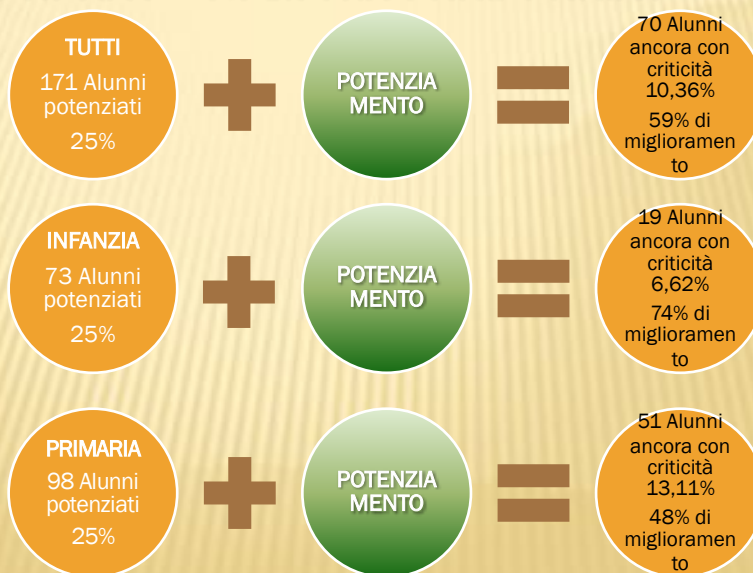 TUTTI
171 Alunni
potenziati
25%
POTENZIA
MENTO
70 Alunni
ancora con
criticità
10,36%
59% di
miglioramen
to
INFANZIA
73 Alunni
potenziati
25%
POTENZIA
MENTO
19 Alunni
ancora con
criticità
6,62%
74% di
miglioramen
to
PRIMARIA
98 Alunni
potenziati
25%
POTENZIA
MENTO
51 Alunni
ancora con
criticità
13,11%
48% di
miglioramen
to